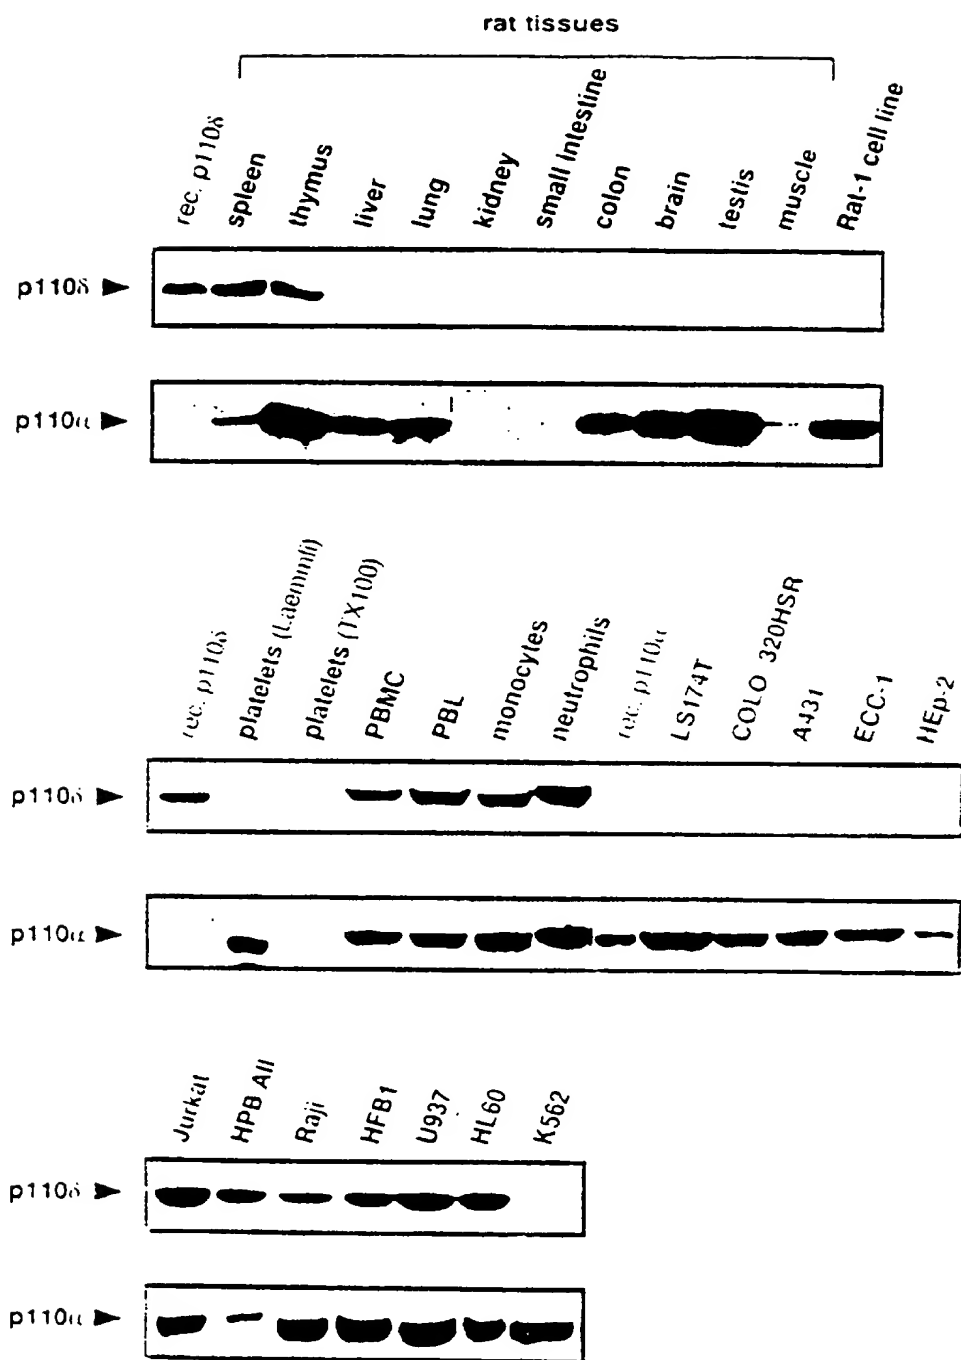 rat tissues
rec. p110δ spleen thymus liver lung kidney small intestine colon brain testis muscle Rat-1 cell line
p110δ
p110α
rec. p110δ platelets (Laemmli) platelets (TX100) PBMC PBL monocytes neutrophils rec. p110α LS174T COLO 320HSR A431 ECC-1 HEp-2
p110δ
p110α
Jurkat HPB All Raji HFB1 U937 HL60 K562
p110δ
p110α